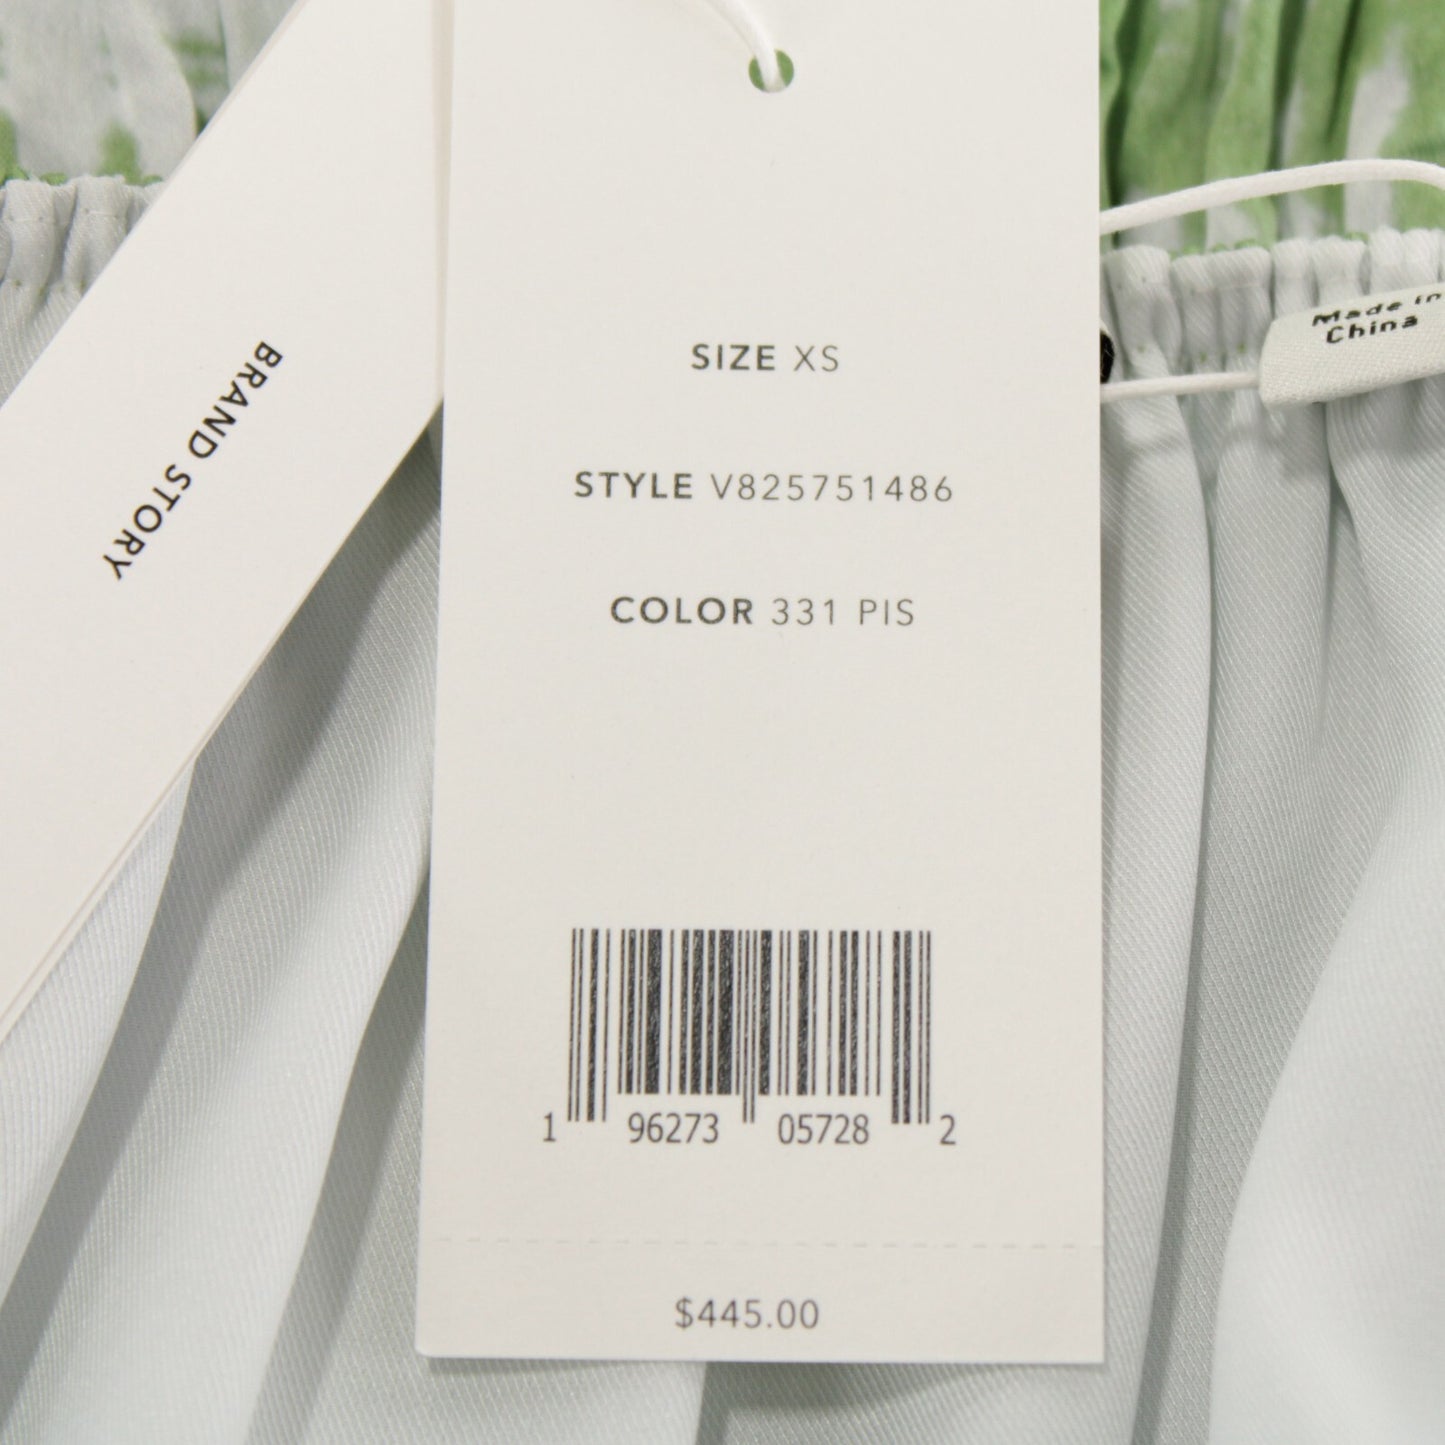 SIZE XS
STYLE V825751486
COLOR 331 PIS
1 96273 05728 2
$445.00
BRAND STORY
Made in
China